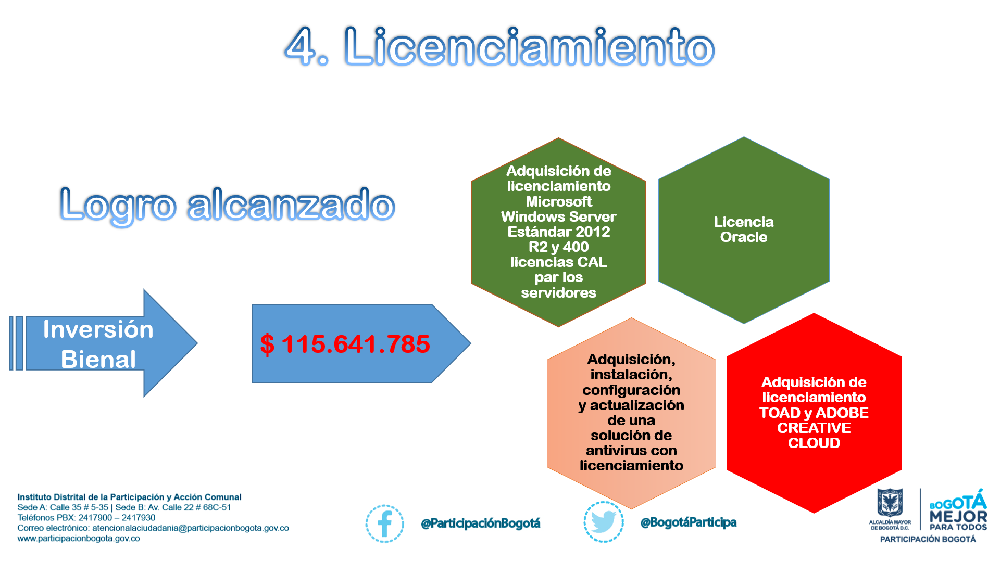 4. Licenciamiento
Logro alcanzado
Inversión
Bienal
$ 115.641.785
Adquisición de
licenciamiento
Microsoft
Windows Server
Estándar 2012
R2 y 400
licencias CAL
par los
servidores
Licencia
Oracle
Adquisición,
instalación,
configuración
y actualización
de una
solución de
antivirus con
licenciamiento
Adquisición de
licenciamiento
TOAD y ADOBE
CREATIVE
CLOUD
Instituto Distrital de la Participación y Acción Comunal
Sede A: Calle 35 # 5-35 | Sede B: Av. Calle 22 # 68C-51
Teléfonos PBX: 2417900 – 2417930
Correo electrónico: atencionalaciudadania@participacionbogota.gov.co
www.participacionbogota.gov.co
@ParticipaciónBogotá
@BogotáParticipa
ALCALDÍA MAYOR
DE BOGOTÁ D.C.
BOGOTÁ
MEJOR
PARA TODOS
PARTICIPACIÓN BOGOTÁ